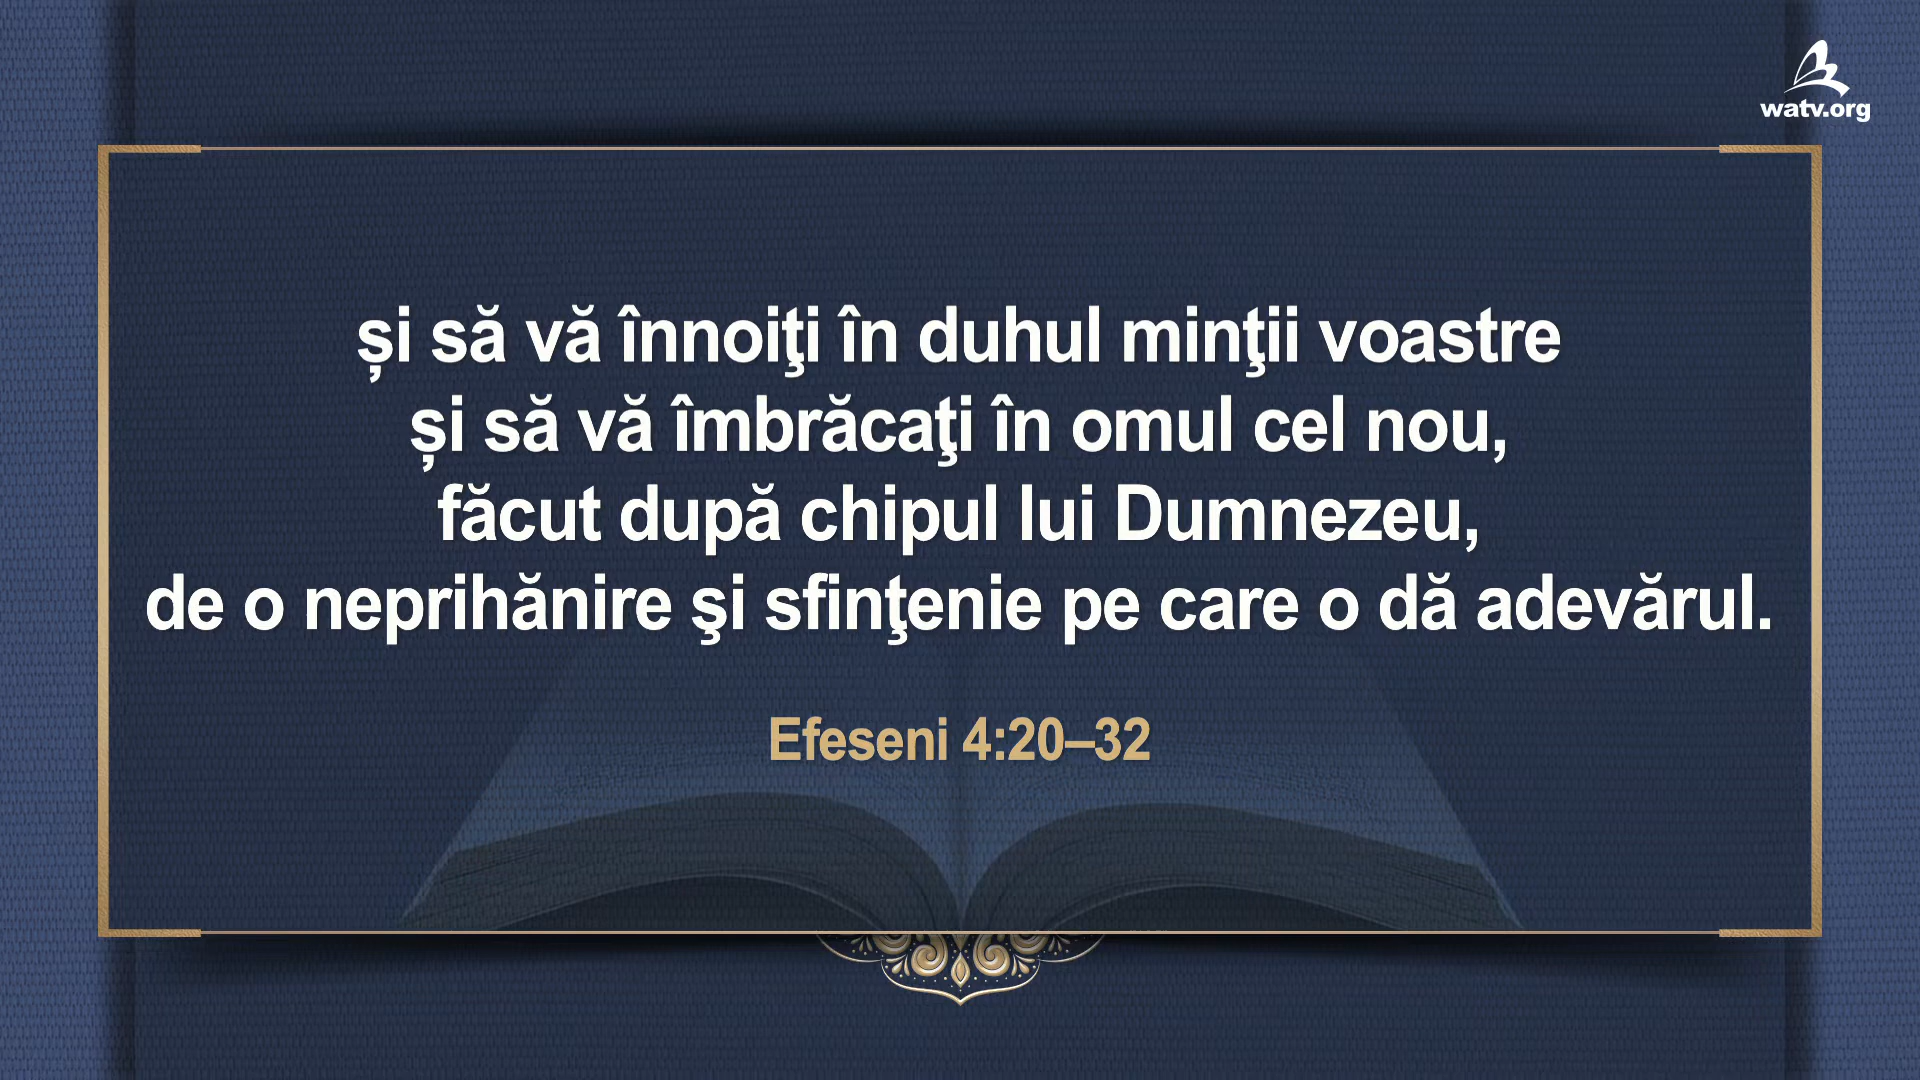 watv.org
și să vă înnoiţi în duhul minţii voastre
și să vă îmbrăcaţi în omul cel nou,
făcut după chipul lui Dumnezeu,
de o neprihănire şi sfinţenie pe care o dă adevărul.
Efeseni 4:20–32